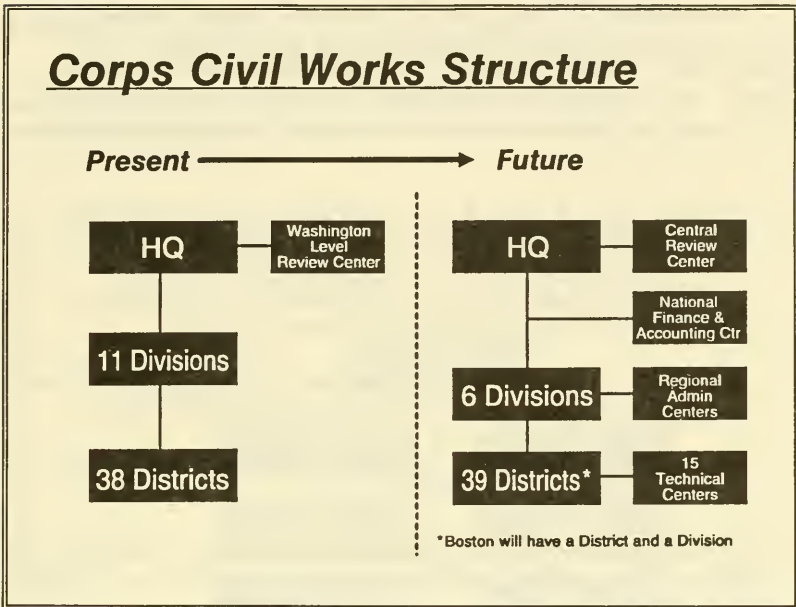 Corps Civil Works Structure
Present
Future
HQ
Washington
Level
Review Center
11 Divisions
38 Districts
HQ
Central
Review
Center
National
Finance &
Accounting Ctr
6 Divisions
Regional
Admin
Centers
39 Districts*
15
Technical
Centers
*Boston will have a District and a Division